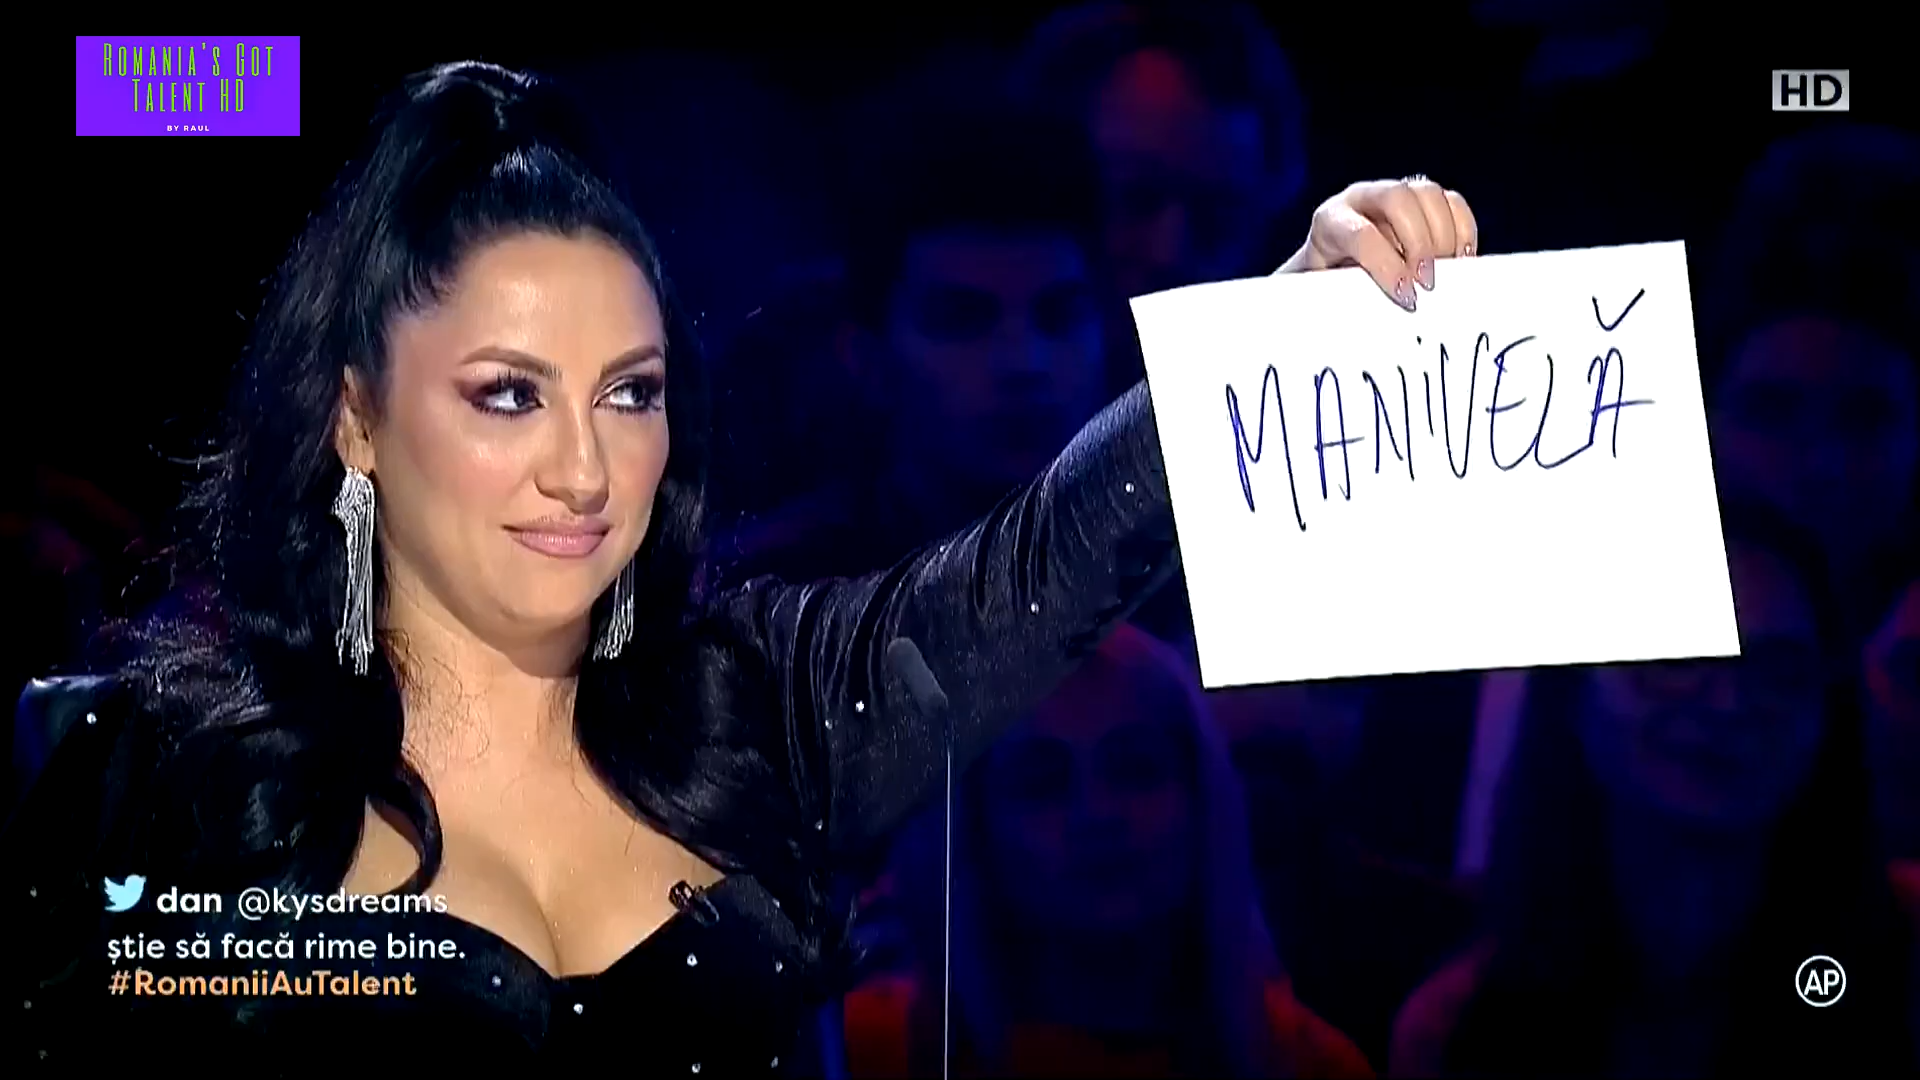 ROMANIA'S GOT
TALENT HD
BY RAUL
HD
MANIVELĂ
dan @kysdreams
știe să facă rime bine.
#RomaniiAuTalent
AP